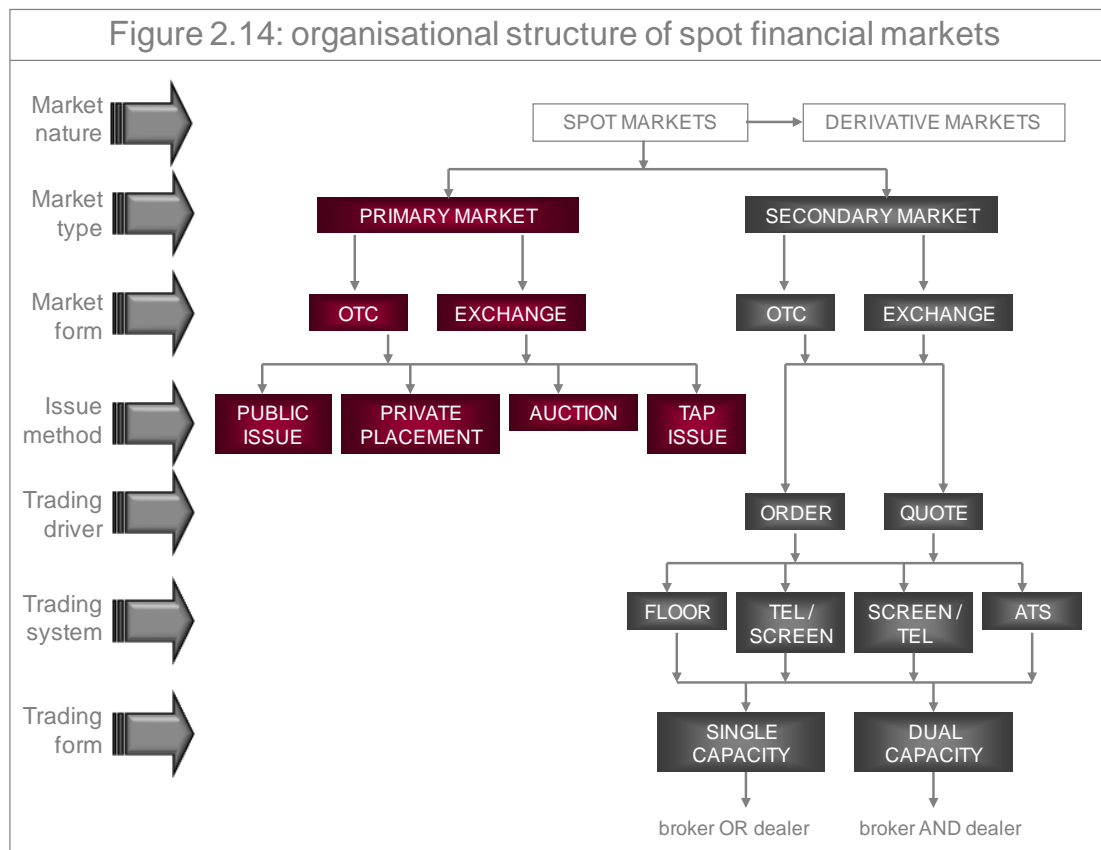 Figure 2.14: organisational structure of spot financial markets
Market
nature
SPOT MARKETS
DERIVATIVE MARKETS
Market
type
PRIMARY MARKET
SECONDARY MARKET
Market
form
OTC
EXCHANGE
OTC
EXCHANGE
Issue
method
PUBLIC
ISSUE
PRIVATE
PLACEMENT
AUCTION
TAP
ISSUE
Trading
driver
ORDER
QUOTE
Trading
system
FLOOR
TEL /
SCREEN
SCREEN /
TEL
ATS
Trading
form
SINGLE
CAPACITY
DUAL
CAPACITY
broker OR dealer
broker AND dealer